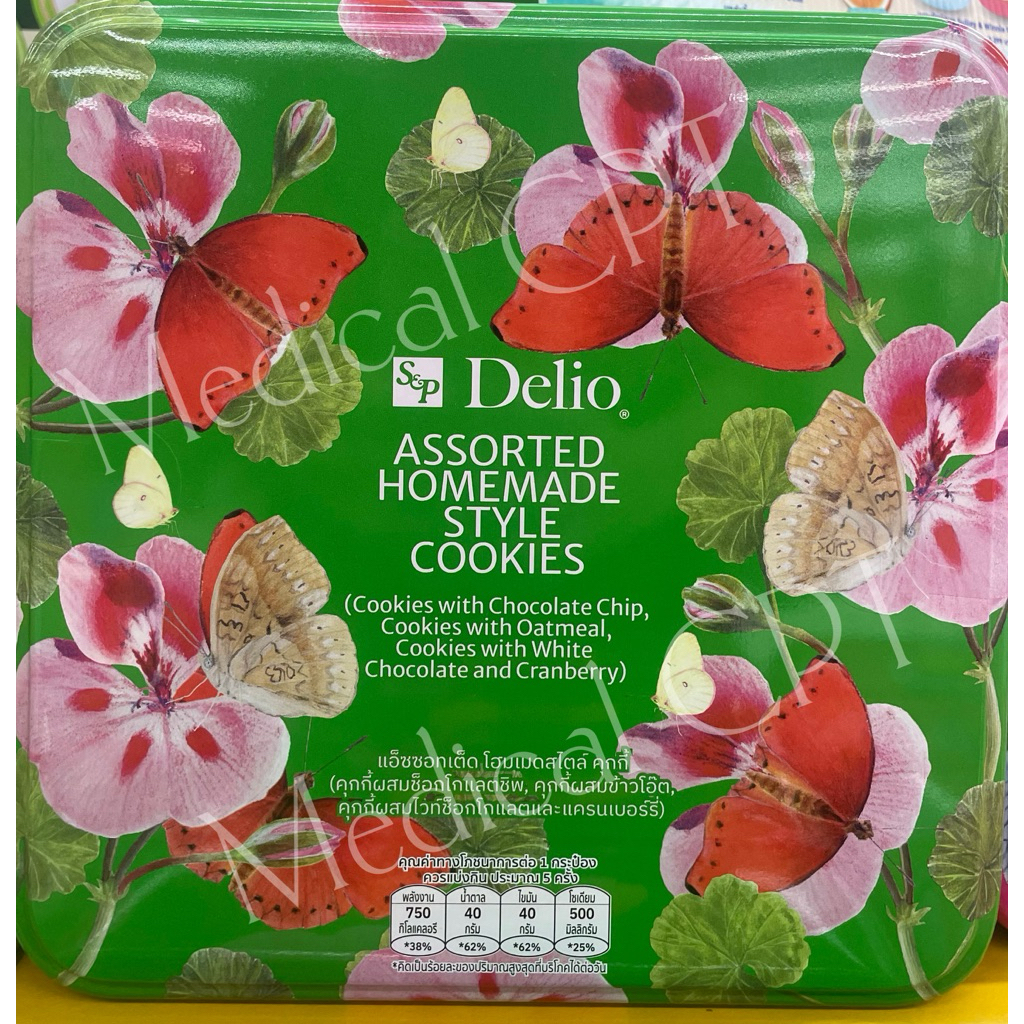 S&P Delio®
ASSORTED
HOMEMADE
STYLE
COOKIES
(Cookies with Chocolate Chip,
Cookies with Oatmeal,
Cookies with White
Chocolate and Cranberry)
แอ็ซซอทเต็ด โฮมเมดสไตล์ คุกกี้
(คุกกี้ผสมช็อกโกแลตชิพ, คุกกี้ผสมข้าวโอ๊ต,
คุกกี้ผสมไวท์ช็อกโกแลตและแครนเบอร์รี่)
คุณค่าทางโภชนาการต่อ 1 กระป๋อง
ควรแบ่งกิน ประมาณ 5 ครั้ง
พลังงาน น้ำตาล ไขมัน โซเดียม
750 40 40 500
กิโลแคลอรี กรัม กรัม มิลลิกรัม
*38% *62% *62% *25%
*คิดเป็นร้อยละของปริมาณสูงสุดที่บริโภคได้ต่อวัน
Medical CPT
Medical CPT